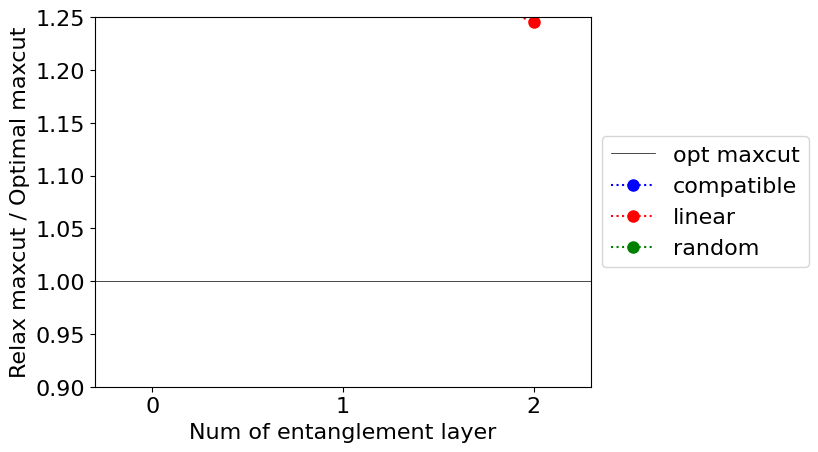 Relax maxcut / Optimal maxcut
1.25
1.20
1.15
1.10
1.05
1.00
0.95
0.90
0 1 2
Num of entanglement layer
opt maxcut
compatible
linear
random